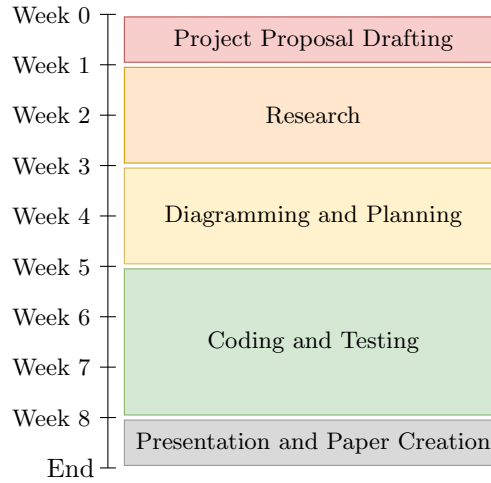 Week 0
Project Proposal Drafting
Week 1
Week 2
Research
Week 3
Week 4
Diagramming and Planning
Week 5
Week 6
Coding and Testing
Week 7
Week 8
Presentation and Paper Creation
End